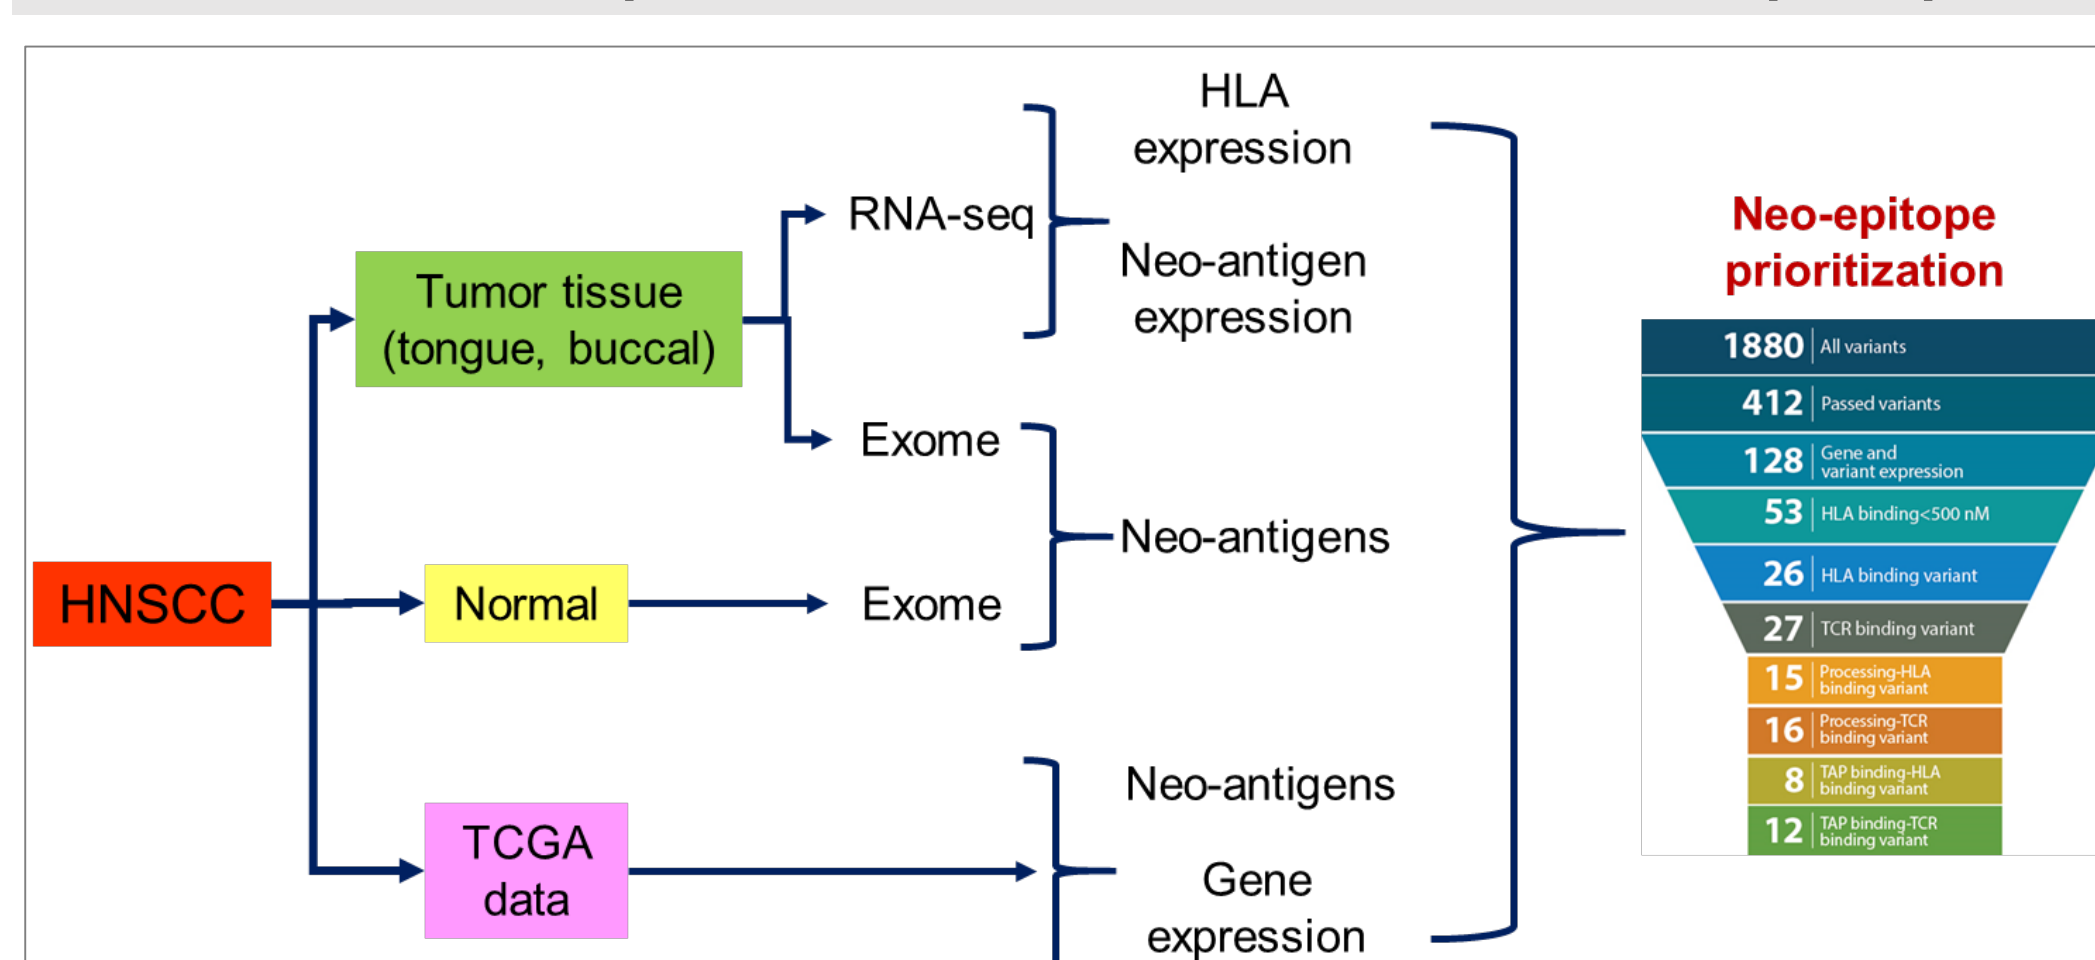 HLA
expression
RNA-seq
Neo-antigen
expression
Tumor tissue
(tongue, buccal)
Exome
Neo-antigens
HNSCC
Normal
Exome
TCGA
data
Neo-antigens
Gene
expression
Neo-epitope
prioritization
1880 All variants
412 Passed variants
128 Gene and
variant expression
53 HLA binding<500 nM
26 HLA binding variant
27 TCR binding variant
15 Processing-HLA
binding variant
16 Processing-TCR
binding variant
8 TAP binding-HLA
binding variant
12 TAP binding-TCR
binding variant